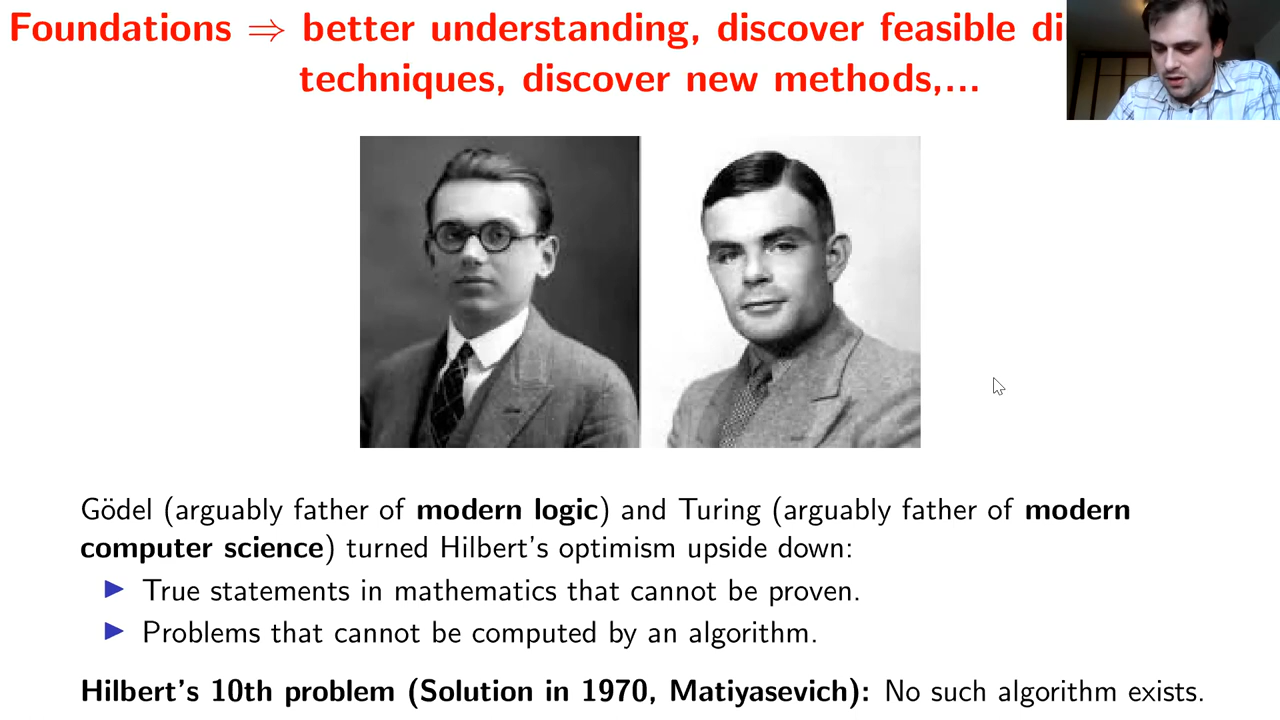 Foundations ⇒ better understanding, discover feasible
techniques, discover new methods,...
Gödel (arguably father of modern logic) and Turing (arguably father of modern
computer science) turned Hilbert's optimism upside down:
True statements in mathematics that cannot be proven.
Problems that cannot be computed by an algorithm.
Hilbert's 10th problem (Solution in 1970, Matiyasevich): No such algorithm exists.